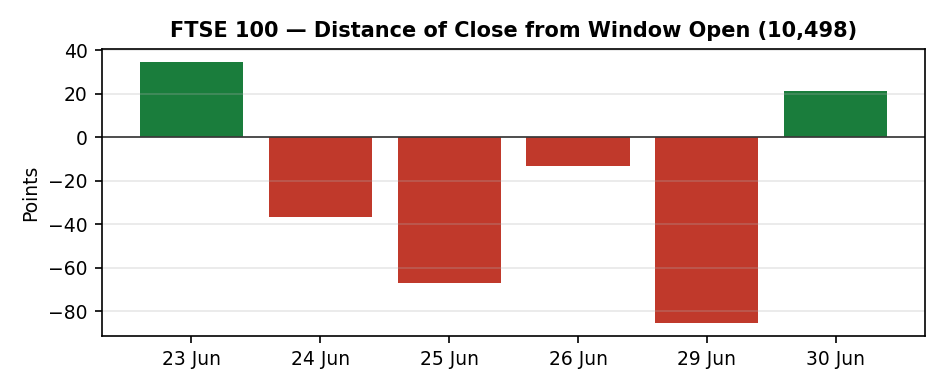 FTSE 100 — Distance of Close from Window Open (10,498)
40
20
0
−20
−40
−60
−80
Points
23 Jun 24 Jun 25 Jun 26 Jun 29 Jun 30 Jun